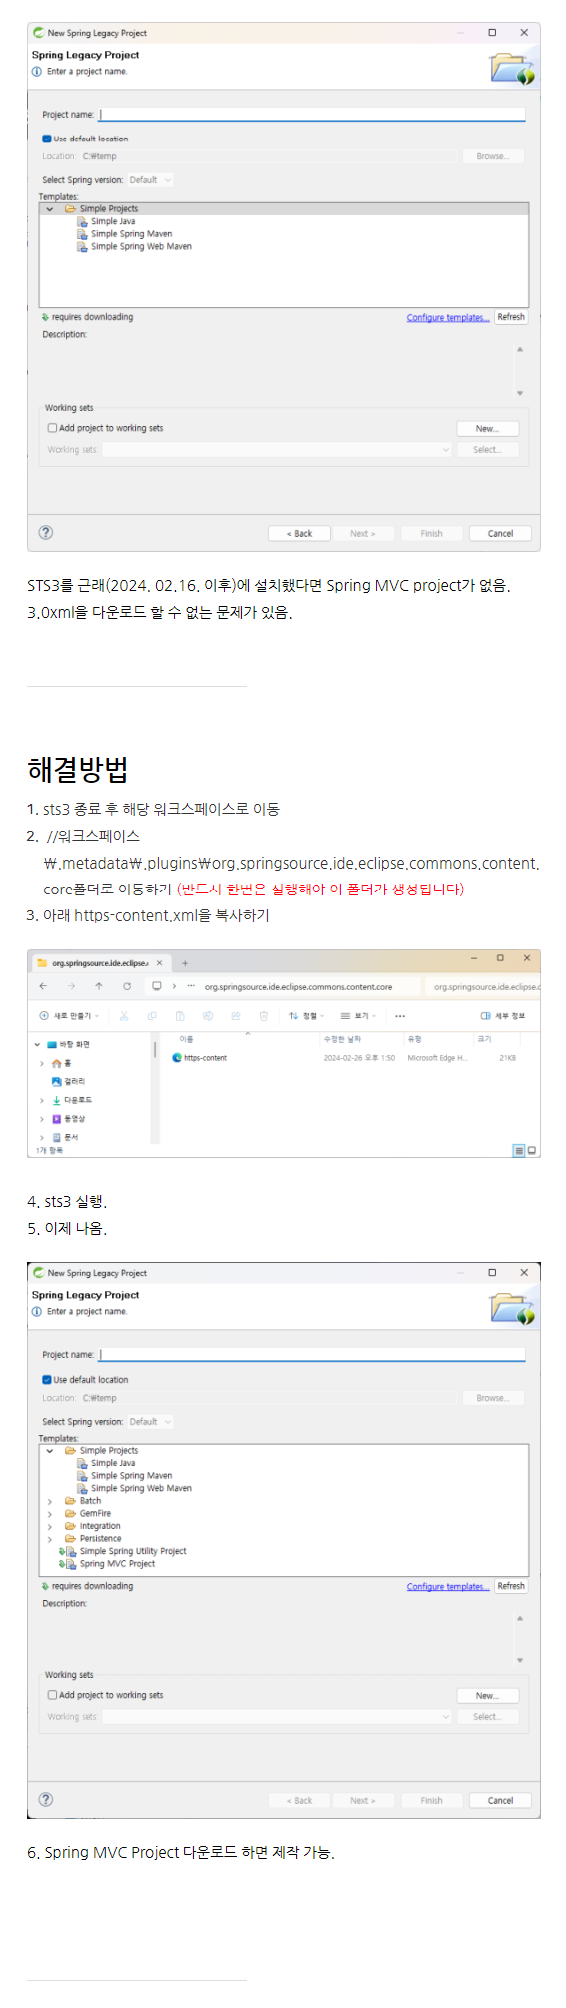 New Spring Legacy Project
Spring Legacy Project
Enter a project name.
Project name:
Use default location
Location: C:₩temp Browse...
Select Spring version: Default
Templates:
Simple Projects
Simple Java
Simple Spring Maven
Simple Spring Web Maven
requires downloading Configure templates... Refresh
Description:
Working sets
Add project to working sets New...
Working sets: Select...
? < Back Next > Finish Cancel
STS3를 근래(2024. 02.16. 이후)에 설치했다면 Spring MVC project가 없음.
3.0xml을 다운로드 할 수 없는 문제가 있음.
해결방법
1. sts3 종료 후 해당 워크스페이스로 이동
2. //워크스페이스
₩.metadata₩.plugins₩org.springsource.ide.eclipse.commons.content.
core폴더로 이동하기 (반드시 한번은 실행해야 이 폴더가 생성됩니다)
3. 아래 https-content.xml을 복사하기
org.springsource.ide.eclipse.c
org.springsource.ide.eclipse.commons.content.core org.springsource.ide.eclipse.c
새로 만들기 정렬 보기 세부 정보
이름 수정한 날짜 유형 크기
바탕 화면
https-content 2024-02-26 오후 1:50 Microsoft Edge H... 21KB
홈
갤러리
다운로드
동영상
문서
1개 항목
4. sts3 실행.
5. 이제 나옴.
New Spring Legacy Project
Spring Legacy Project
Enter a project name.
Project name:
Use default location
Location: C:₩temp Browse...
Select Spring version: Default
Templates:
Simple Projects
Simple Java
Simple Spring Maven
Simple Spring Web Maven
Batch
GemFire
Integration
Persistence
Simple Spring Utility Project
Spring MVC Project
requires downloading Configure templates... Refresh
Description:
Working sets
Add project to working sets New...
Working sets: Select...
? < Back Next > Finish Cancel
6. Spring MVC Project 다운로드 하면 제작 가능.